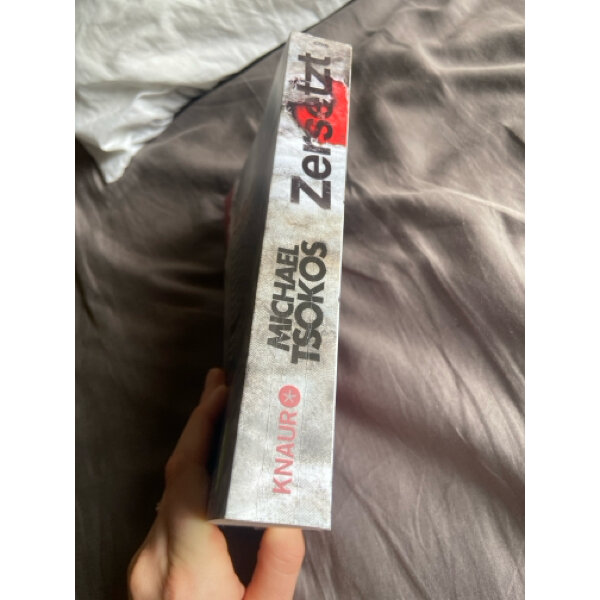 Zersetzt
MICHAEL
TSOKOS
KNAUR